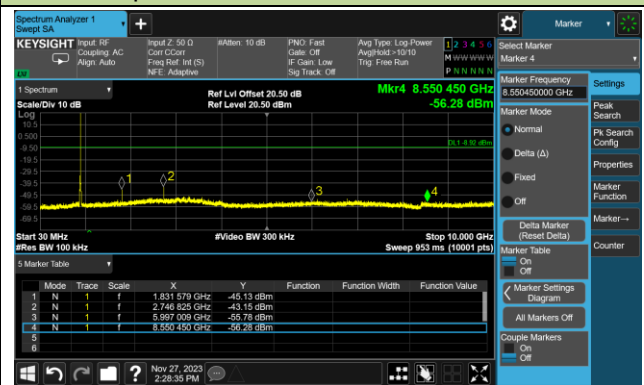 Spectrum Analyzer 1
Swept SA
Marker
KEYSIGHT
Input: RF
Coupling: AC
Align: Auto
Input Z: 50 Ω
Corr CCorr
Freq Ref: Int (S)
NFE: Adaptive
#Atten: 10 dB
PNO: Fast
Gate: Off
IF Gain: Low
Sig Track: Off
Avg Type: Log-Power
Avg|Hold:>10/10
Trig: Free Run
1 2 3 4 5 6
M W W W W W
P N N N N N
Select Marker
Marker 4
1 Spectrum
Scale/Div 10 dB
Log
Ref Lvl Offset 20.50 dB
Ref Level 20.50 dBm
Mkr4 8.550 450 GHz
-56.28 dBm
10.5
0.500
-9.50
-19.5
-29.5
-39.5
-49.5
-59.5
-69.5
DL1 -8.92 dBm
1
2
3
4
Start 30 MHz
#Res BW 100 kHz
#Video BW 300 kHz
Stop 10.000 GHz
Sweep 953 ms (10001 pts)
5 Marker Table
Mode Trace Scale X Y Function Function Width Function Value
1 N 1 f 1.831 579 GHz -45.13 dBm
2 N 1 f 2.746 825 GHz -43.15 dBm
3 N 1 f 5.997 009 GHz -55.78 dBm
4 N 1 f 8.550 450 GHz -56.28 dBm
5
6
Marker Frequency
8.550450000 GHz
Marker Mode
Normal
Delta (Δ)
Fixed
Off
Delta Marker
(Reset Delta)
Marker Table
On
Off
Marker Settings
Diagram
All Markers Off
Couple Markers
On
Off
Settings
Peak
Search
Pk Search
Config
Properties
Marker
Function
Marker→
Counter
Nov 27, 2023
2:28:35 PM